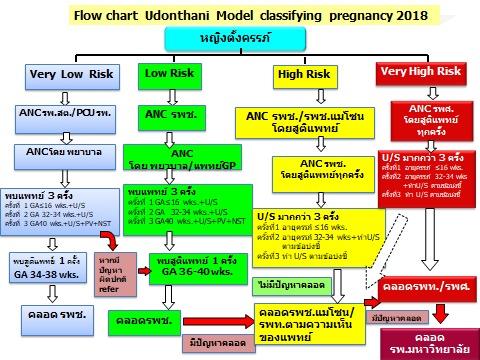 Flow chart Udonthani Model classifying pregnancy 2018
หญิงตั้งครรภ์
Very Low Risk
ANC รพ.สต./PCU รพ.
ANCโดย พยาบาล
พบแพทย์ 3 ครั้ง
ครั้งที่ 1 GA≤16 wks.+U/S
ครั้งที่ 2 GA 32-34 wks.+U/S
ครั้งที่ 3 GA40 wks.+U/S+PV+NST
พบสูติแพทย์ 1 ครั้ง
GA 34-38 wks.
คลอด รพช.
หากมี
ปัญหา
ผิดปกติ
refer
Low Risk
ANC รพช.
ANC
โดย พยาบาล/แพทย์GP
พบแพทย์ 3 ครั้ง
ครั้งที่ 1 GA≤16 wks.+U/S
ครั้งที่ 2 GA 32-34 wks.+U/S
ครั้งที่ 3 GA40 wks.+U/S+PV+NST
พบสูติแพทย์ 1 ครั้ง
GA 36-40 wks.
คลอดรพช.
มีปัญหาคลอด
High Risk
ANC รพช./รพช.แม่โซน
โดยสูติแพทย์
ANC รพช.
โดยสูติแพทย์ทุกครั้ง
U/S มากกว่า 3 ครั้ง
ครั้งที่1 อายุครรภ์ ≤16 wks.
ครั้งที่2 อายุครรภ์ 32-34 wks+ทำU/S
ตามข้อบ่งชี้
ครั้งที่3 ทำ U/S ตามข้อบ่งชี้
ไม่มีปัญหาคลอด
คลอดรพช.แม่โซน/
รพท.ตามความเห็น
ของแพทย์
มีปัญหาคลอด
Very High Risk
ANC รพศ.
โดยสูติแพทย์
ทุกครั้ง
U/S มากกว่า 3 ครั้ง
ครั้งที่1 อายุครรภ์ ≤16 wks.
ครั้งที่2 อายุครรภ์ 32-34 wks
+ทำU/S ตามข้อบ่งชี้
ครั้งที่3 ทำ U/S ตามข้อบ่งชี้
คลอดรพท./รพศ.
คลอด
รพ.มหาวิทยาลัย